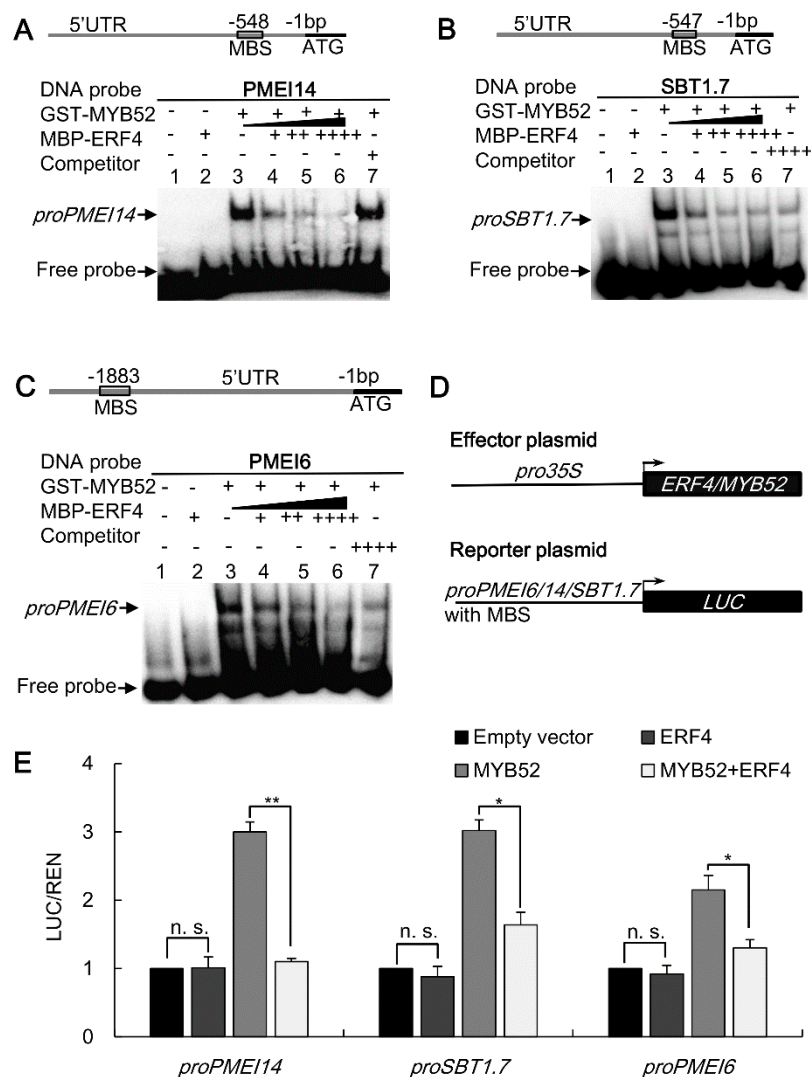 A
5'UTR -548 -1bp
MBS ATG
DNA probe PMEI14
GST-MYB52 - - + + + + +
MBP-ERF4 - + - + ++ ++++ -
Competitor - - - - - - +
1 2 3 4 5 6 7
proPMEI14
Free probe
B
5'UTR -547 -1bp
MBS ATG
DNA probe SBT1.7
GST-MYB52 - - + + + + +
MBP-ERF4 - + - + ++ ++++ -
Competitor - - - - - - ++++
1 2 3 4 5 6 7
proSBT1.7
Free probe
C
-1883 5'UTR -1bp
MBS ATG
DNA probe PMEI6
GST-MYB52 - - + + + + +
MBP-ERF4 - + - + ++ ++++ -
Competitor - - - - - - ++++
1 2 3 4 5 6 7
proPMEI6
Free probe
D
Effector plasmid
pro35S ERF4/MYB52
Reporter plasmid
proPMEI6/14/SBT1.7 LUC
with MBS
E
Empty vector ERF4
MYB52 MYB52+ERF4
LUC/REN
4
3
2
1
0
n. s. ** n. s. * n. s. *
proPMEI14 proSBT1.7 proPMEI6